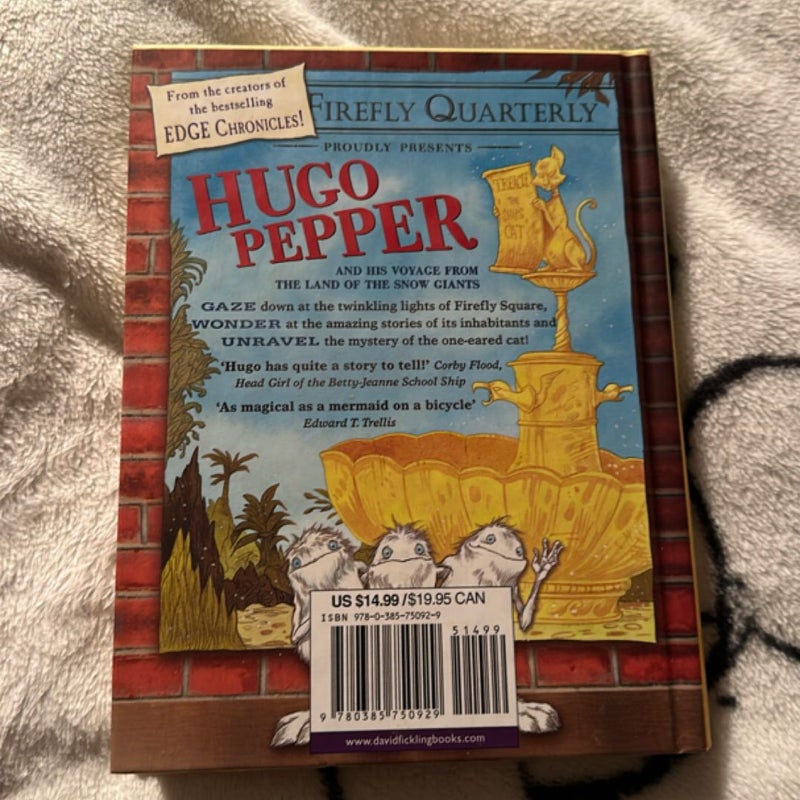 From the creators of
the bestselling
EDGE CHRONICLES!
FIREFLY QUARTERLY
PROUDLY PRESENTS
HUGO
PEPPER
AND HIS VOYAGE FROM
THE LAND OF THE SNOW GIANTS
GAZE down at the twinkling lights of Firefly Square,
WONDER at the amazing stories of its inhabitants and
UNRAVEL the mystery of the one-eared cat!
'Hugo has quite a story to tell!' Corby Flood,
Head Girl of the Betty-Jeanne School Ship
'As magical as a mermaid on a bicycle'
Edward T. Trellis
THE
CAT
US $14.99/$19.95 CAN
ISBN 978-0-385-75092-9
51499
9 780385 750929
www.davidficklingbooks.com